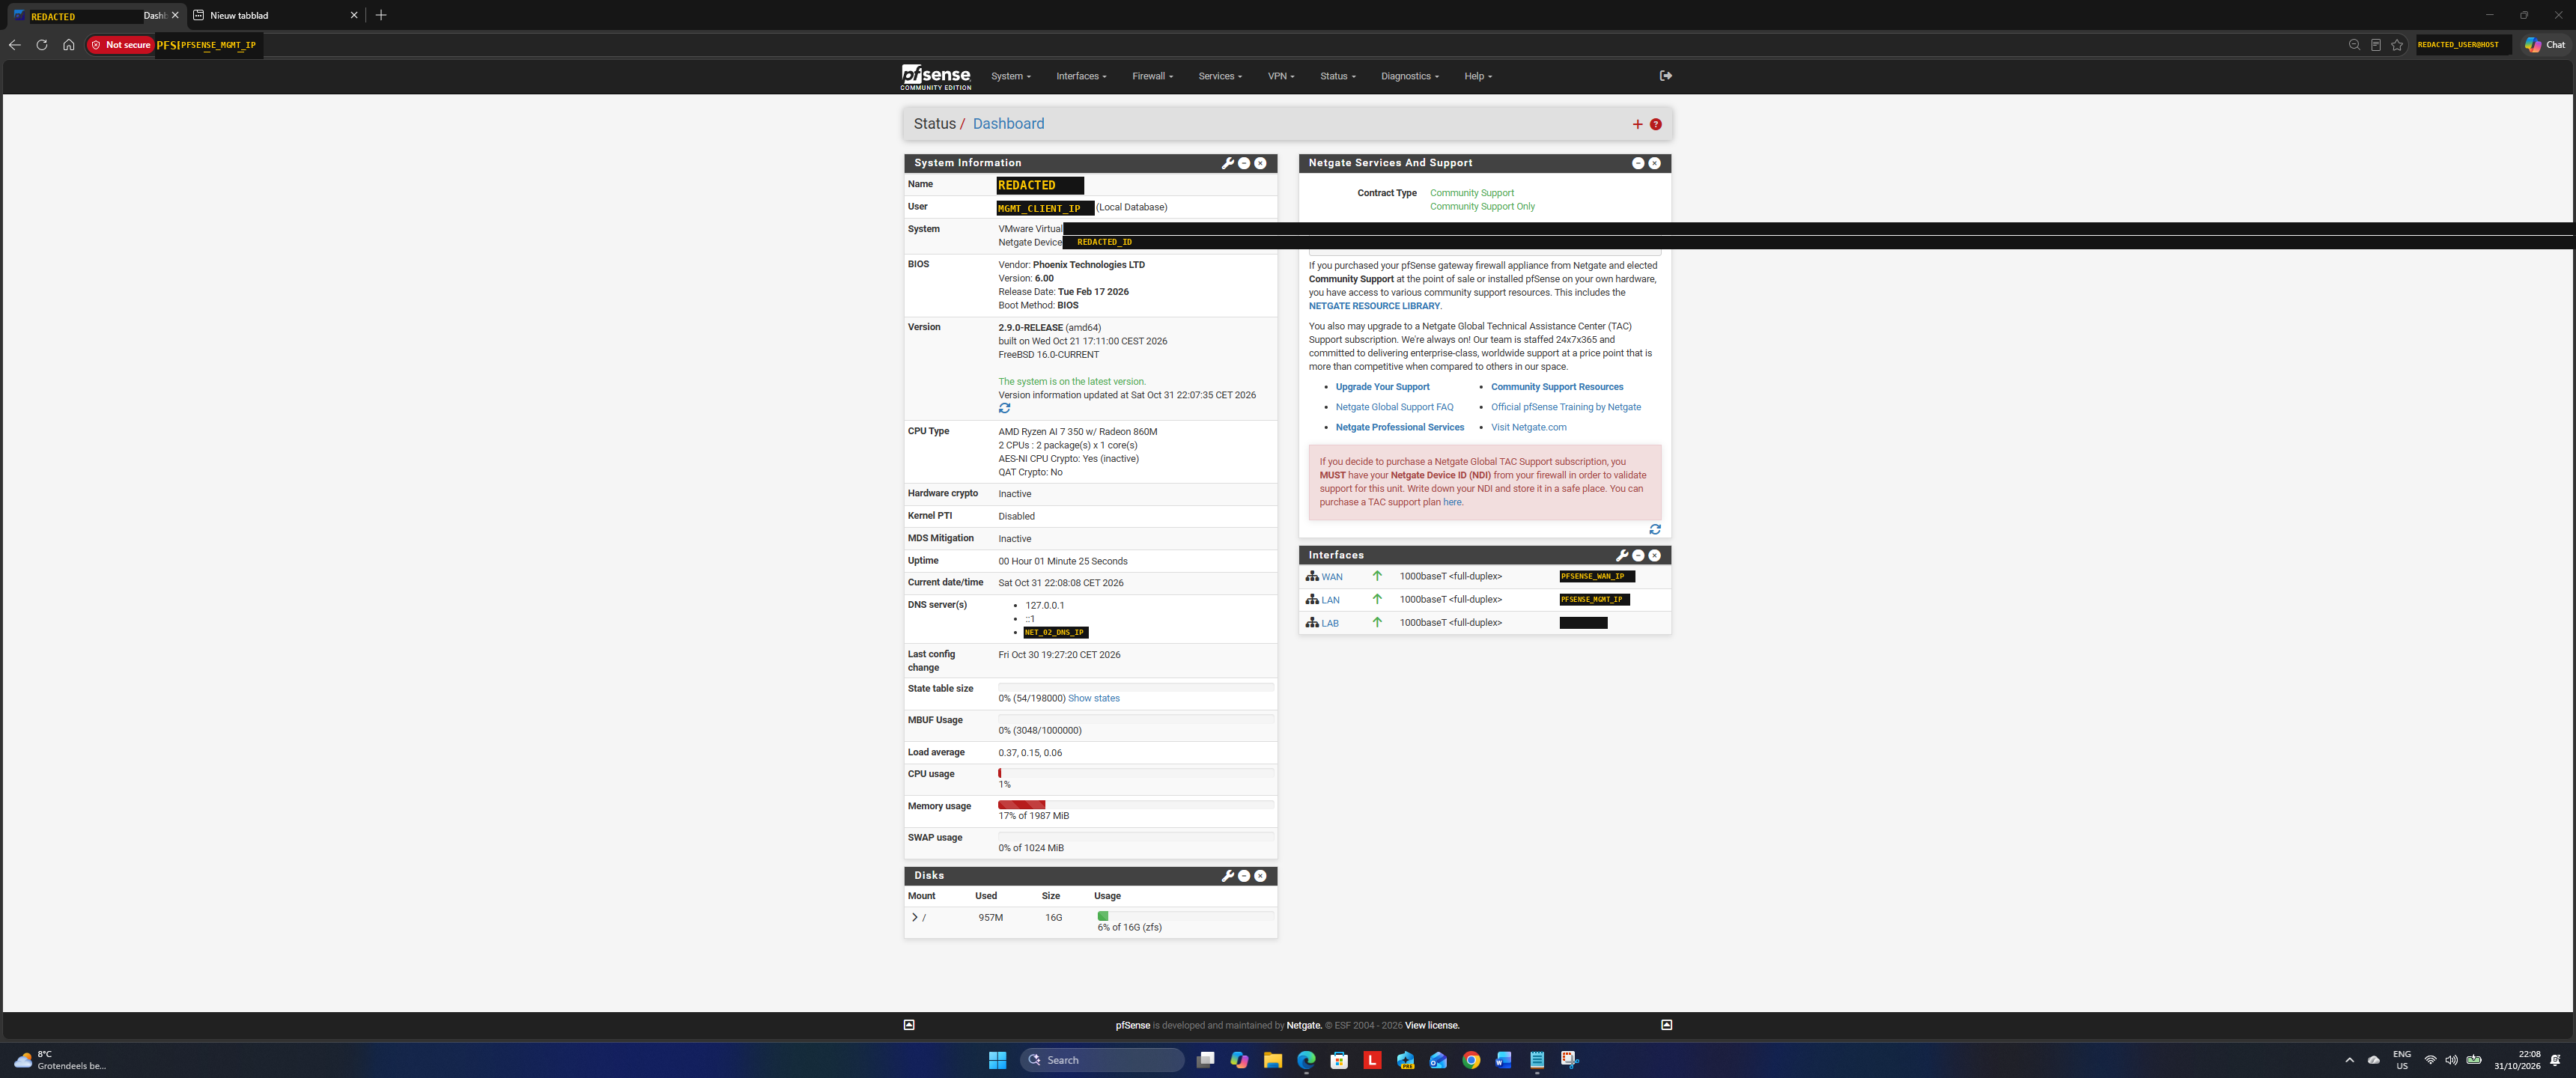 REDACTED Dashb
Nieuw tabblad
Not secure PFSI PFSENSE_MGMT_IP
REDACTED_USER@HOST
Chat
pfsense
COMMUNITY EDITION
System
Interfaces
Firewall
Services
VPN
Status
Diagnostics
Help
Status / Dashboard
System Information
Name REDACTED
User MGMT_CLIENT_IP (Local Database)
System VMware Virtual
Netgate Device REDACTED_ID
BIOS Vendor: Phoenix Technologies LTD
Version: 6.00
Release Date: Tue Feb 17 2026
Boot Method: BIOS
Version 2.9.0-RELEASE (amd64)
built on Wed Oct 21 17:11:00 CEST 2026
FreeBSD 16.0-CURRENT
The system is on the latest version.
Version information updated at Sat Oct 31 22:07:35 CET 2026
CPU Type AMD Ryzen AI 7 350 w/ Radeon 860M
2 CPUs : 2 package(s) x 1 core(s)
AES-NI CPU Crypto: Yes (inactive)
QAT Crypto: No
Hardware crypto Inactive
Kernel PTI Disabled
MDS Mitigation Inactive
Uptime 00 Hour 01 Minute 25 Seconds
Current date/time Sat Oct 31 22:08:08 CET 2026
DNS server(s) 127.0.0.1
::1
NET_02_DNS_IP
Last config Fri Oct 30 19:27:20 CET 2026
change
State table size
0% (54/198000) Show states
MBUF Usage
0% (3048/1000000)
Load average 0.37, 0.15, 0.06
CPU usage
1%
Memory usage
17% of 1987 MiB
SWAP usage
0% of 1024 MiB
Disks
Mount Used Size Usage
/ 957M 16G
6% of 16G (zfs)
Netgate Services And Support
Contract Type Community Support
Community Support Only
If you purchased your pfSense gateway firewall appliance from Netgate and elected
Community Support at the point of sale or installed pfSense on your own hardware,
you have access to various community support resources. This includes the
NETGATE RESOURCE LIBRARY.
You also may upgrade to a Netgate Global Technical Assistance Center (TAC)
Support subscription. We're always on! Our team is staffed 24x7x365 and
committed to delivering enterprise-class, worldwide support at a price point that is
more than competitive when compared to others in our space.
Upgrade Your Support
Community Support Resources
Netgate Global Support FAQ
Official pfSense Training by Netgate
Netgate Professional Services
Visit Netgate.com
If you decide to purchase a Netgate Global TAC Support subscription, you
MUST have your Netgate Device ID (NDI) from your firewall in order to validate
support for this unit. Write down your NDI and store it in a safe place. You can
purchase a TAC support plan here.
Interfaces
WAN 1000baseT <full-duplex> PFSENSE_WAN_IP
LAN 1000baseT <full-duplex> PFSENSE_MGMT_IP
LAB 1000baseT <full-duplex>
pfSense is developed and maintained by Netgate. © ESF 2004 - 2026 View license.
8°C
Grotendeels be...
Search
L
PRE
ENG
US
22:08
31/10/2026